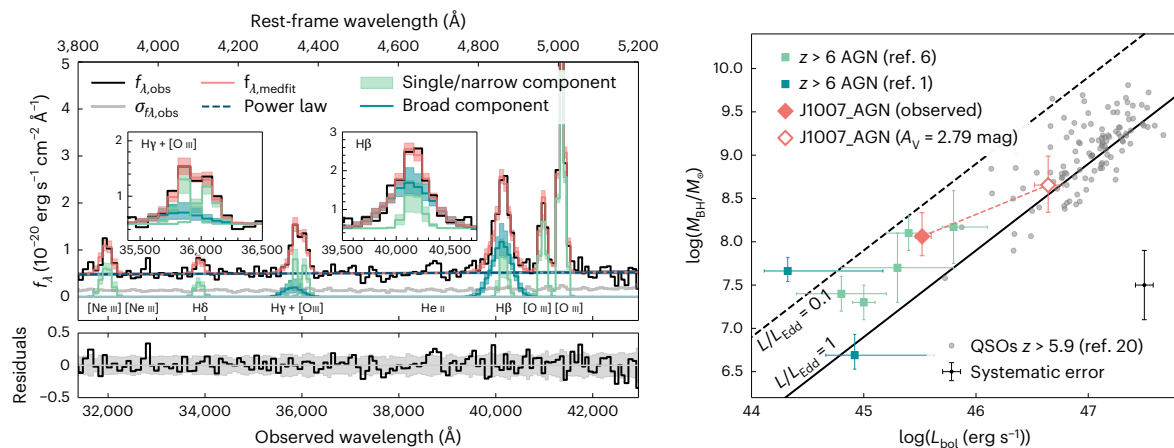 Rest-frame wavelength (Å)
3,800 4,000 4,200 4,400 4,600 4,800 5,000 5,200
f_λ (10⁻²⁰ erg s⁻¹ cm⁻² Å⁻¹)
5
4
3
2
1
0
f_λ,obs
f_λ,medfit
Single/narrow component
σ_fλ,obs
Power law
Broad component
Hγ + [O III]
2
1
35,500 36,000 36,500
Hβ
3
2
1
39,500 40,000 40,500
[Ne III] [Ne III] Hδ Hγ + [OIII] He II Hβ [O III] [O III]
Residuals
0.5
0
−0.5
32,000 34,000 36,000 38,000 40,000 42,000
Observed wavelength (Å)
log(M_BH/M_⊙)
10.0
9.5
9.0
8.5
8.0
7.5
7.0
6.5
z > 6 AGN (ref. 6)
z > 6 AGN (ref. 1)
J1007_AGN (observed)
J1007_AGN (A_V = 2.79 mag)
L/L_Edd = 0.1
L/L_Edd = 1
QSOs z > 5.9 (ref. 20)
Systematic error
44 45 46 47
log(L_bol (erg s⁻¹))